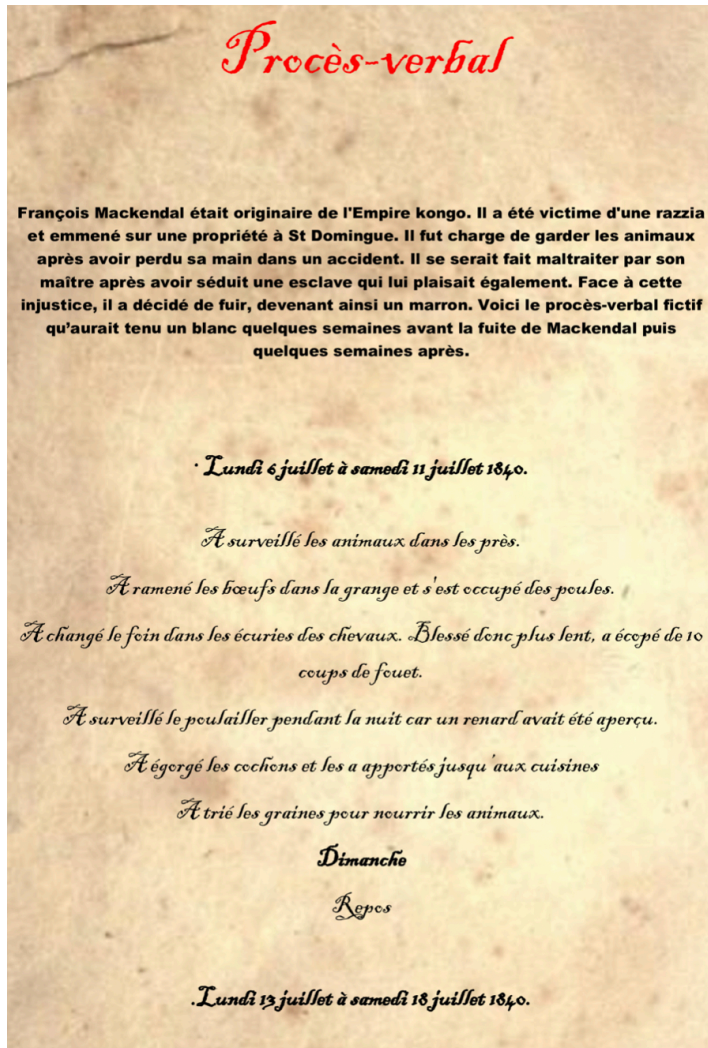 Procès-verbal
François Mackendal était originaire de l'Empire kongo. Il a été victime d'une razzia
et emmené sur une propriété à St Domingue. Il fut charge de garder les animaux
après avoir perdu sa main dans un accident. Il se serait fait maltraiter par son
maître après avoir séduit une esclave qui lui plaisait également. Face à cette
injustice, il a décidé de fuir, devenant ainsi un marron. Voici le procès-verbal fictif
qu’aurait tenu un blanc quelques semaines avant la fuite de Mackendal puis
quelques semaines après.
· Lundi 6 juillet à samedi 11 juillet 1840.
A surveillé les animaux dans les près.
A ramené les bœufs dans la grange et s'est occupé des poules.
A changé le foin dans les écuries des chevaux. Blessé donc plus lent, a écopé de 10
coups de fouet.
A surveillé le poulailler pendant la nuit car un renard avait été aperçu.
A égorgé les cochons et les a apportés jusqu'aux cuisines
A trié les graines pour nourrir les animaux.
Dimanche
Repos
.Lundi 13 juillet à samedi 18 juillet 1840.